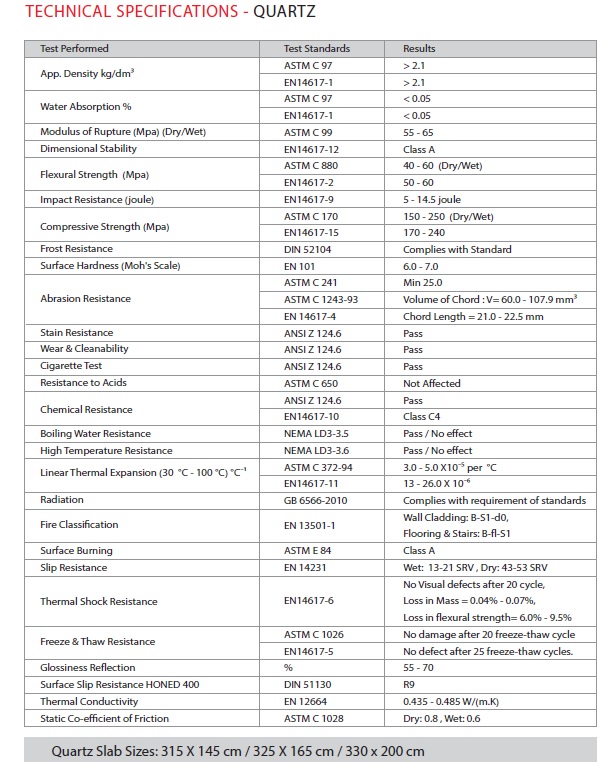 TECHNICAL SPECIFICATIONS - QUARTZ
Test Performed Test Standards Results
App. Density kg/dm³ ASTM C 97 > 2.1
EN14617-1 > 2.1
Water Absorption % ASTM C 97 < 0.05
EN14617-1 < 0.05
Modulus of Rupture (Mpa) (Dry/Wet) ASTM C 99 55 - 65
Dimensional Stability EN14617-12 Class A
Flexural Strength (Mpa) ASTM C 880 40 - 60 (Dry/Wet)
EN14617-2 50 - 60
Impact Resistance (joule) EN14617-9 5 - 14.5 joule
Compressive Strength (Mpa) ASTM C 170 150 - 250 (Dry/Wet)
EN14617-15 170 - 240
Frost Resistance DIN 52104 Complies with Standard
Surface Hardness (Moh's Scale) EN 101 6.0 - 7.0
Abrasion Resistance ASTM C 241 Min 25.0
ASTM C 1243-93 Volume of Chord : V= 60.0 - 107.9 mm³
EN 14617-4 Chord Length = 21.0 - 22.5 mm
Stain Resistance ANSI Z 124.6 Pass
Wear & Cleanability ANSI Z 124.6 Pass
Cigarette Test ANSI Z 124.6 Pass
Resistance to Acids ASTM C 650 Not Affected
Chemical Resistance ANSI Z 124.6 Pass
EN14617-10 Class C4
Boiling Water Resistance NEMA LD3-3.5 Pass / No effect
High Temperature Resistance NEMA LD3-3.6 Pass / No effect
Linear Thermal Expansion (30 °C - 100 °C) °C⁻¹ ASTM C 372-94 3.0 - 5.0 X10⁻⁵ per °C
EN14617-11 13 - 26.0 X 10⁻⁶
Radiation GB 6566-2010 Complies with requirement of standards
Fire Classification EN 13501-1 Wall Cladding: B-S1-d0,
Flooring & Stairs: B-fl-S1
Surface Burning ASTM E 84 Class A
Slip Resistance EN 14231 Wet: 13-21 SRV , Dry: 43-53 SRV
Thermal Shock Resistance EN14617-6 No Visual defects after 20 cycle,
Loss in Mass = 0.04% - 0.07%,
Loss in flexural strength= 6.0% - 9.5%
Freeze & Thaw Resistance ASTM C 1026 No damage after 20 freeze-thaw cycle
EN14617-5 No defect after 25 freeze-thaw cycles.
Glossiness Reflection % 55 - 70
Surface Slip Resistance HONED 400 DIN 51130 R9
Thermal Conductivity EN 12664 0.435 - 0.485 W/(m.K)
Static Co-efficient of Friction ASTM C 1028 Dry: 0.8 , Wet: 0.6
Quartz Slab Sizes: 315 X 145 cm / 325 X 165 cm / 330 x 200 cm